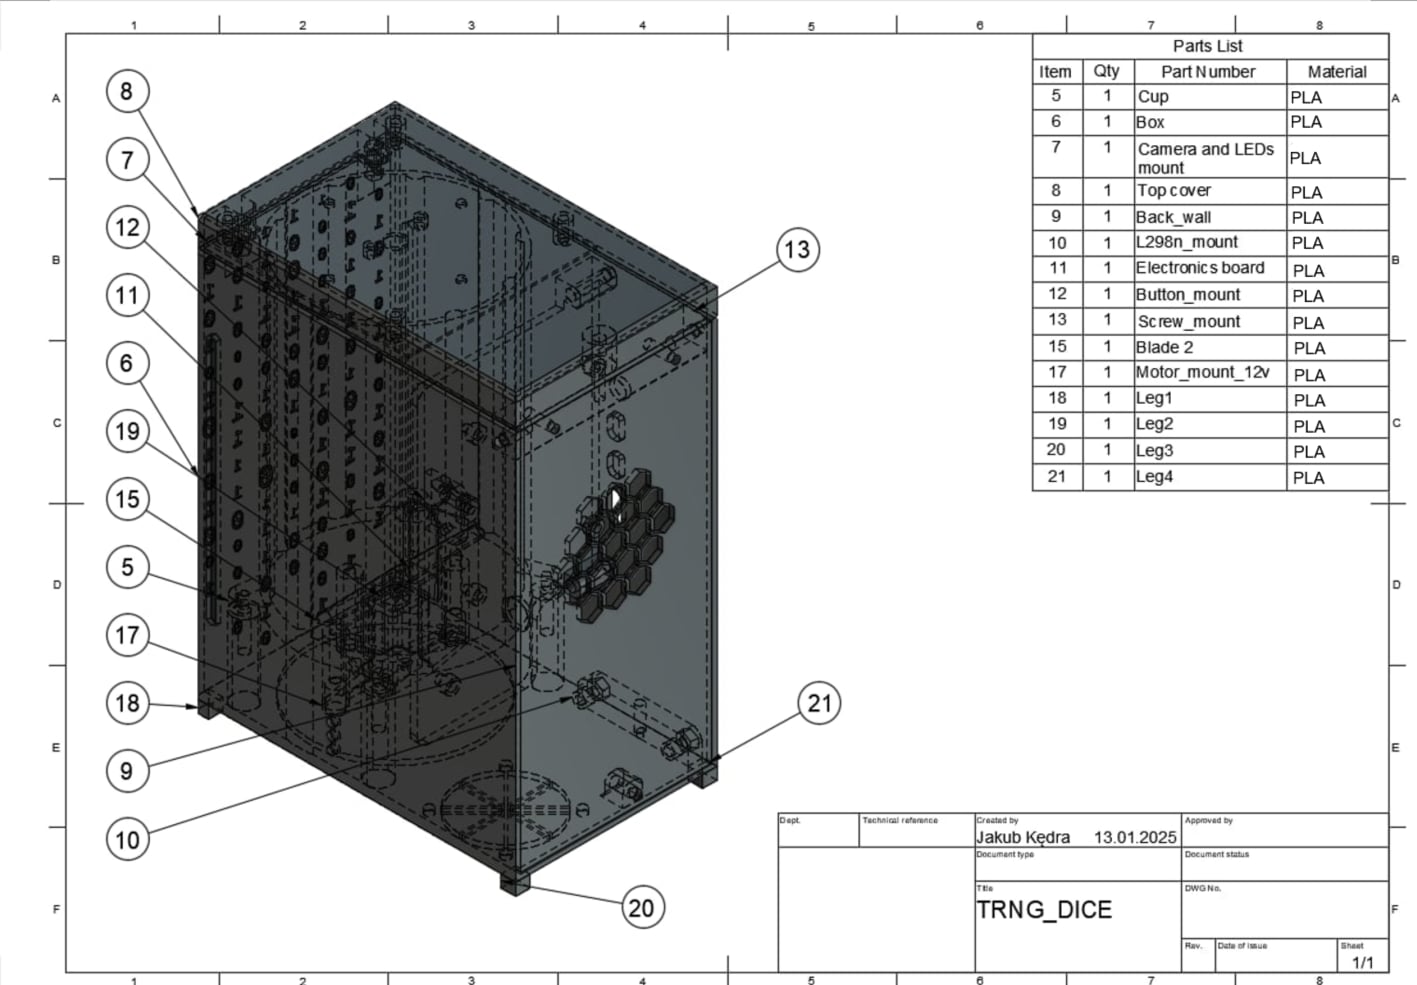 1 2 3 4 5 6 7 8
Parts List
Item Qty Part Number Material
5 1 Cup PLA
6 1 Box PLA
7 1 Camera and LEDs
mount PLA
8 1 Top cover PLA
9 1 Back_wall PLA
10 1 L298n_mount PLA
11 1 Electronics board PLA
12 1 Button_mount PLA
13 1 Screw_mount PLA
15 1 Blade 2 PLA
17 1 Motor_mount_12v PLA
18 1 Leg1 PLA
19 1 Leg2 PLA
20 1 Leg3 PLA
21 1 Leg4 PLA
A
B
C
D
E
F
A
B
C
D
E
F
8
7
12
11
6
19
15
5
17
18
9
10
13
21
20
Dept.
Technical reference
Created by
Jakub Kędra 13.01.2025
Approved by
Document type
Document status
Title
TRNG_DICE
DWG No.
Rev.
Date of issue
Sheet
1/1
1 2 3 4 5 6 7 8